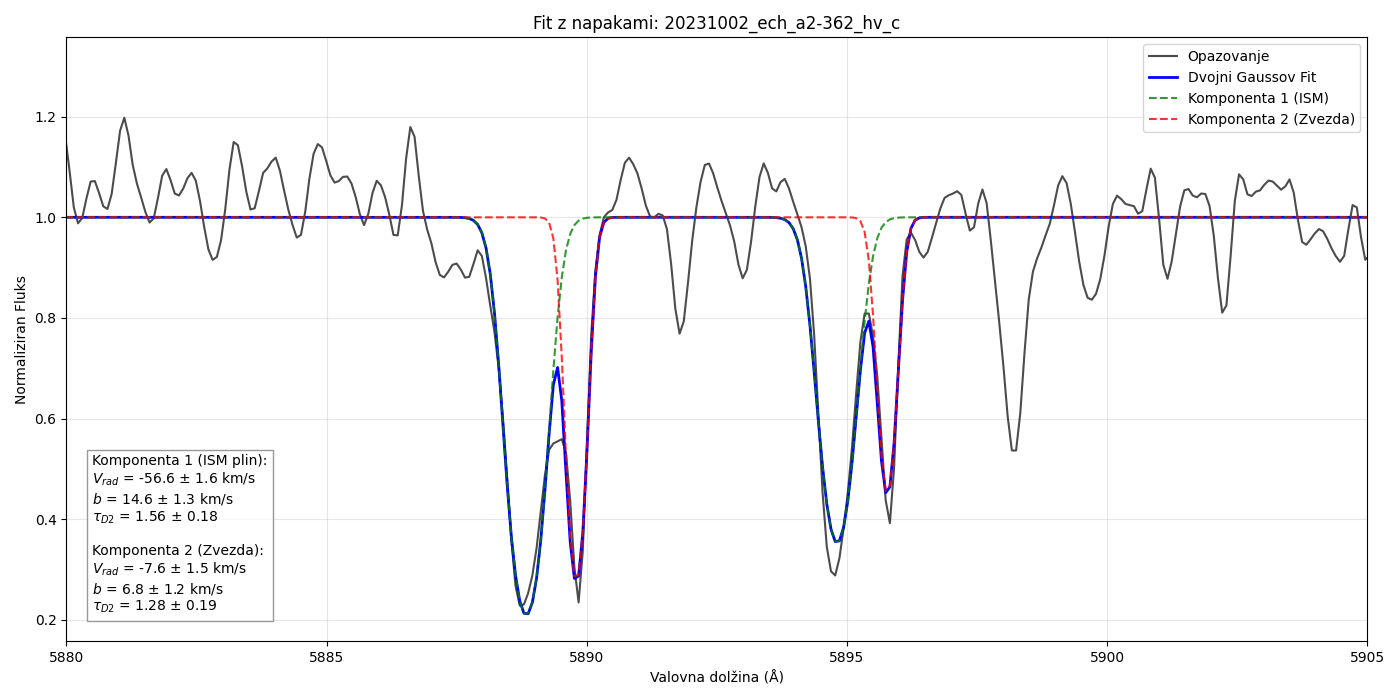 Fit z napakami: 20231002_ech_a2-362_hv_c
Normaliziran Fluks
1.2
1.0
0.8
0.6
0.4
0.2
Opazovanje
Dvojni Gaussov Fit
Komponenta 1 (ISM)
Komponenta 2 (Zvezda)
Komponenta 1 (ISM plin):
V_rad = -56.6 ± 1.6 km/s
b = 14.6 ± 1.3 km/s
τ_D2 = 1.56 ± 0.18
Komponenta 2 (Zvezda):
V_rad = -7.6 ± 1.5 km/s
b = 6.8 ± 1.2 km/s
τ_D2 = 1.28 ± 0.19
5880 5885 5890 5895 5900 5905
Valovna dolžina (Å)